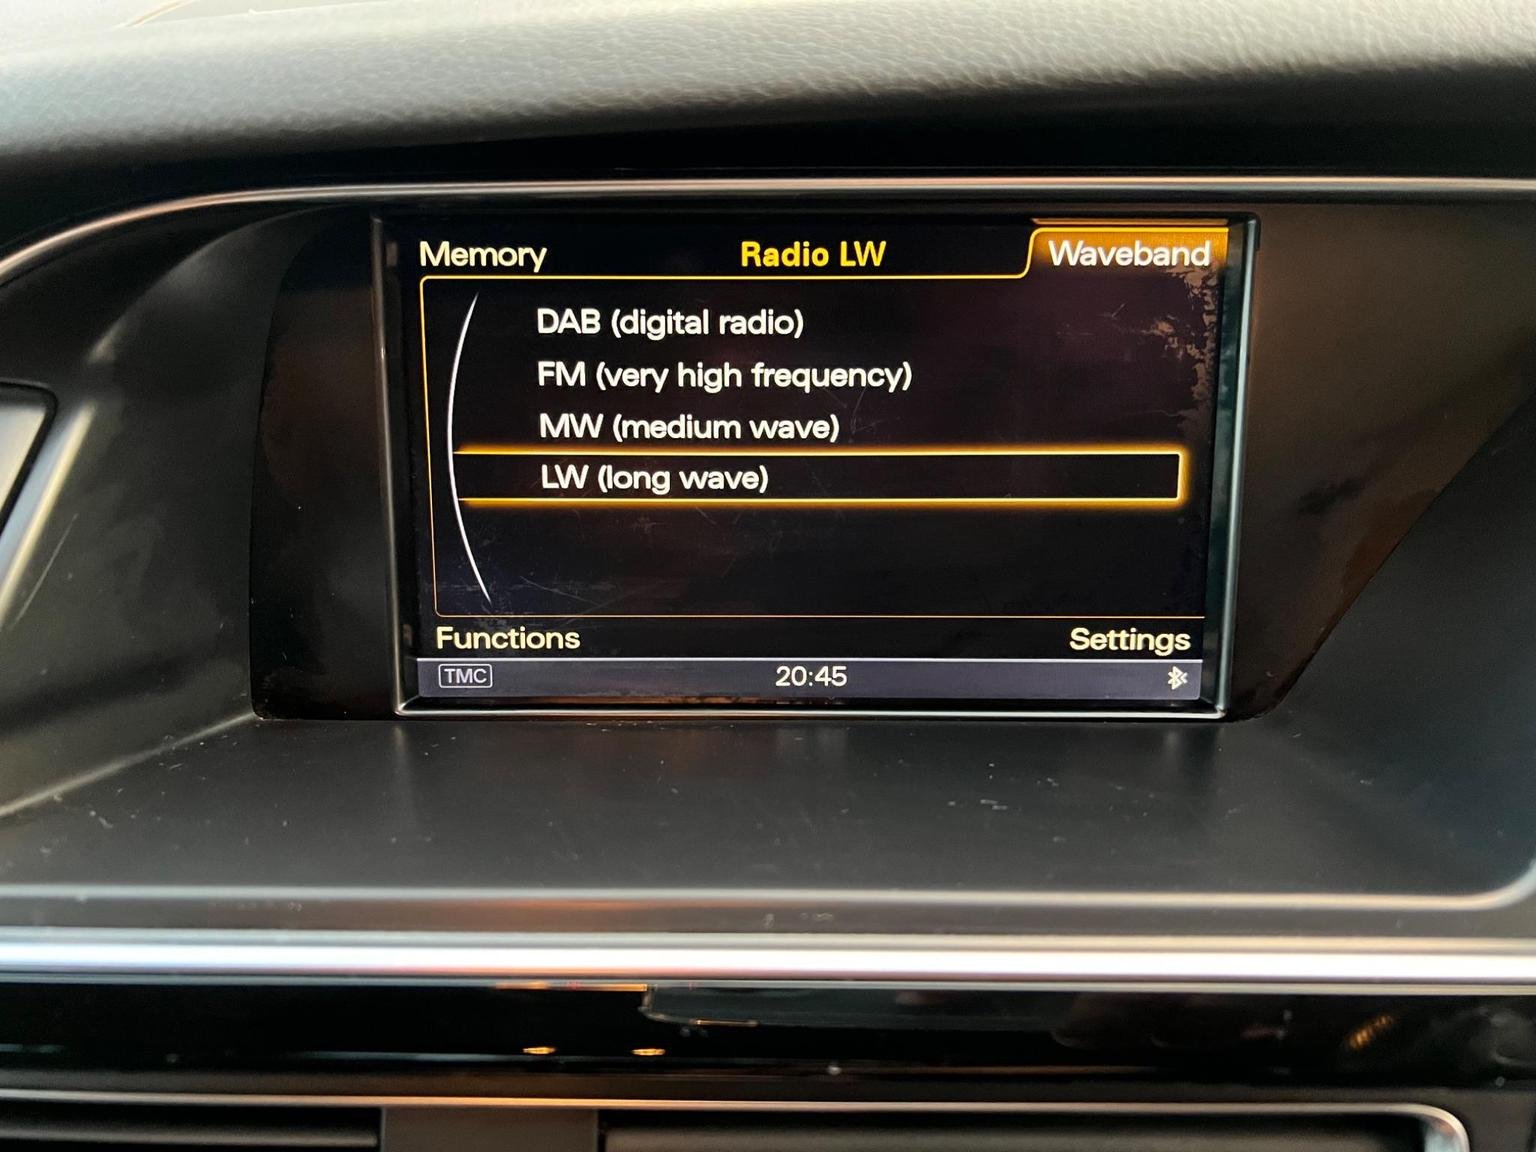 Memory Radio LW Waveband
DAB (digital radio)
FM (very high frequency)
MW (medium wave)
LW (long wave)
Functions Settings
TMC 20:45